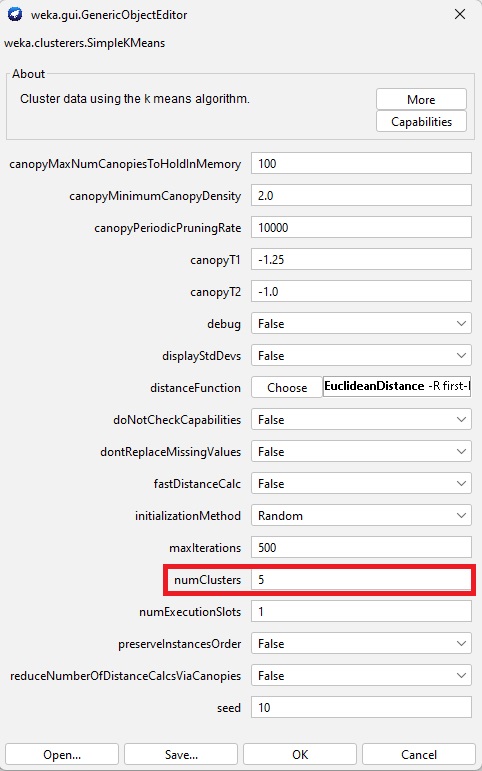 weka.gui.GenericObjectEditor
weka.clusterers.SimpleKMeans
About
Cluster data using the k means algorithm.
More
Capabilities
canopyMaxNumCanopiesToHoldInMemory 100
canopyMinimumCanopyDensity 2.0
canopyPeriodicPruningRate 10000
canopyT1 -1.25
canopyT2 -1.0
debug False
displayStdDevs False
distanceFunction Choose EuclideanDistance -R first-l
doNotCheckCapabilities False
dontReplaceMissingValues False
fastDistanceCalc False
initializationMethod Random
maxIterations 500
numClusters 5
numExecutionSlots 1
preserveInstancesOrder False
reduceNumberOfDistanceCalcsViaCanopies False
seed 10
Open... Save... OK Cancel